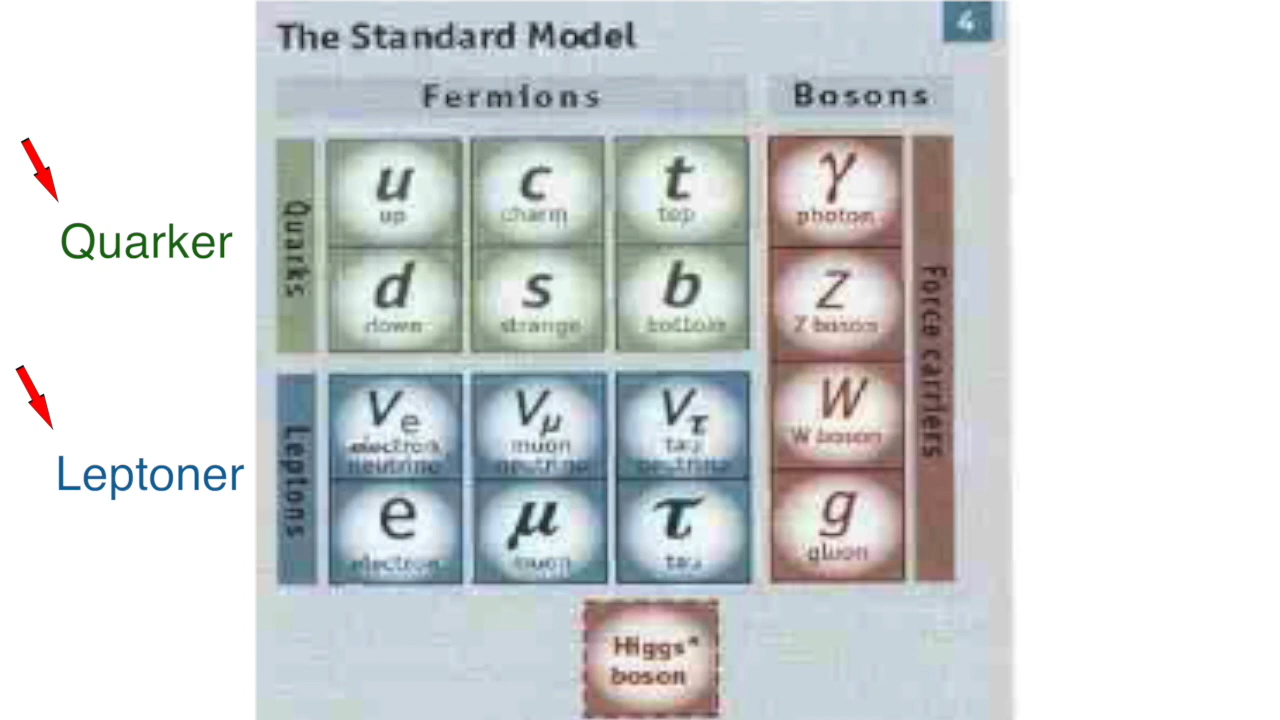 The Standard Model
4
Fermions
Bosons
Quarks
u
up
c
charm
t
top
d
down
s
strange
b
bottom
Leptons
Ve
electron
neutrino
Vμ
muon
neutrino
Vτ
tau
neutrino
e
electron
μ
muon
τ
tau
γ
photon
Z
Z boson
W
W boson
g
gluon
Force carriers
Higgs*
boson
Quarker
Leptoner